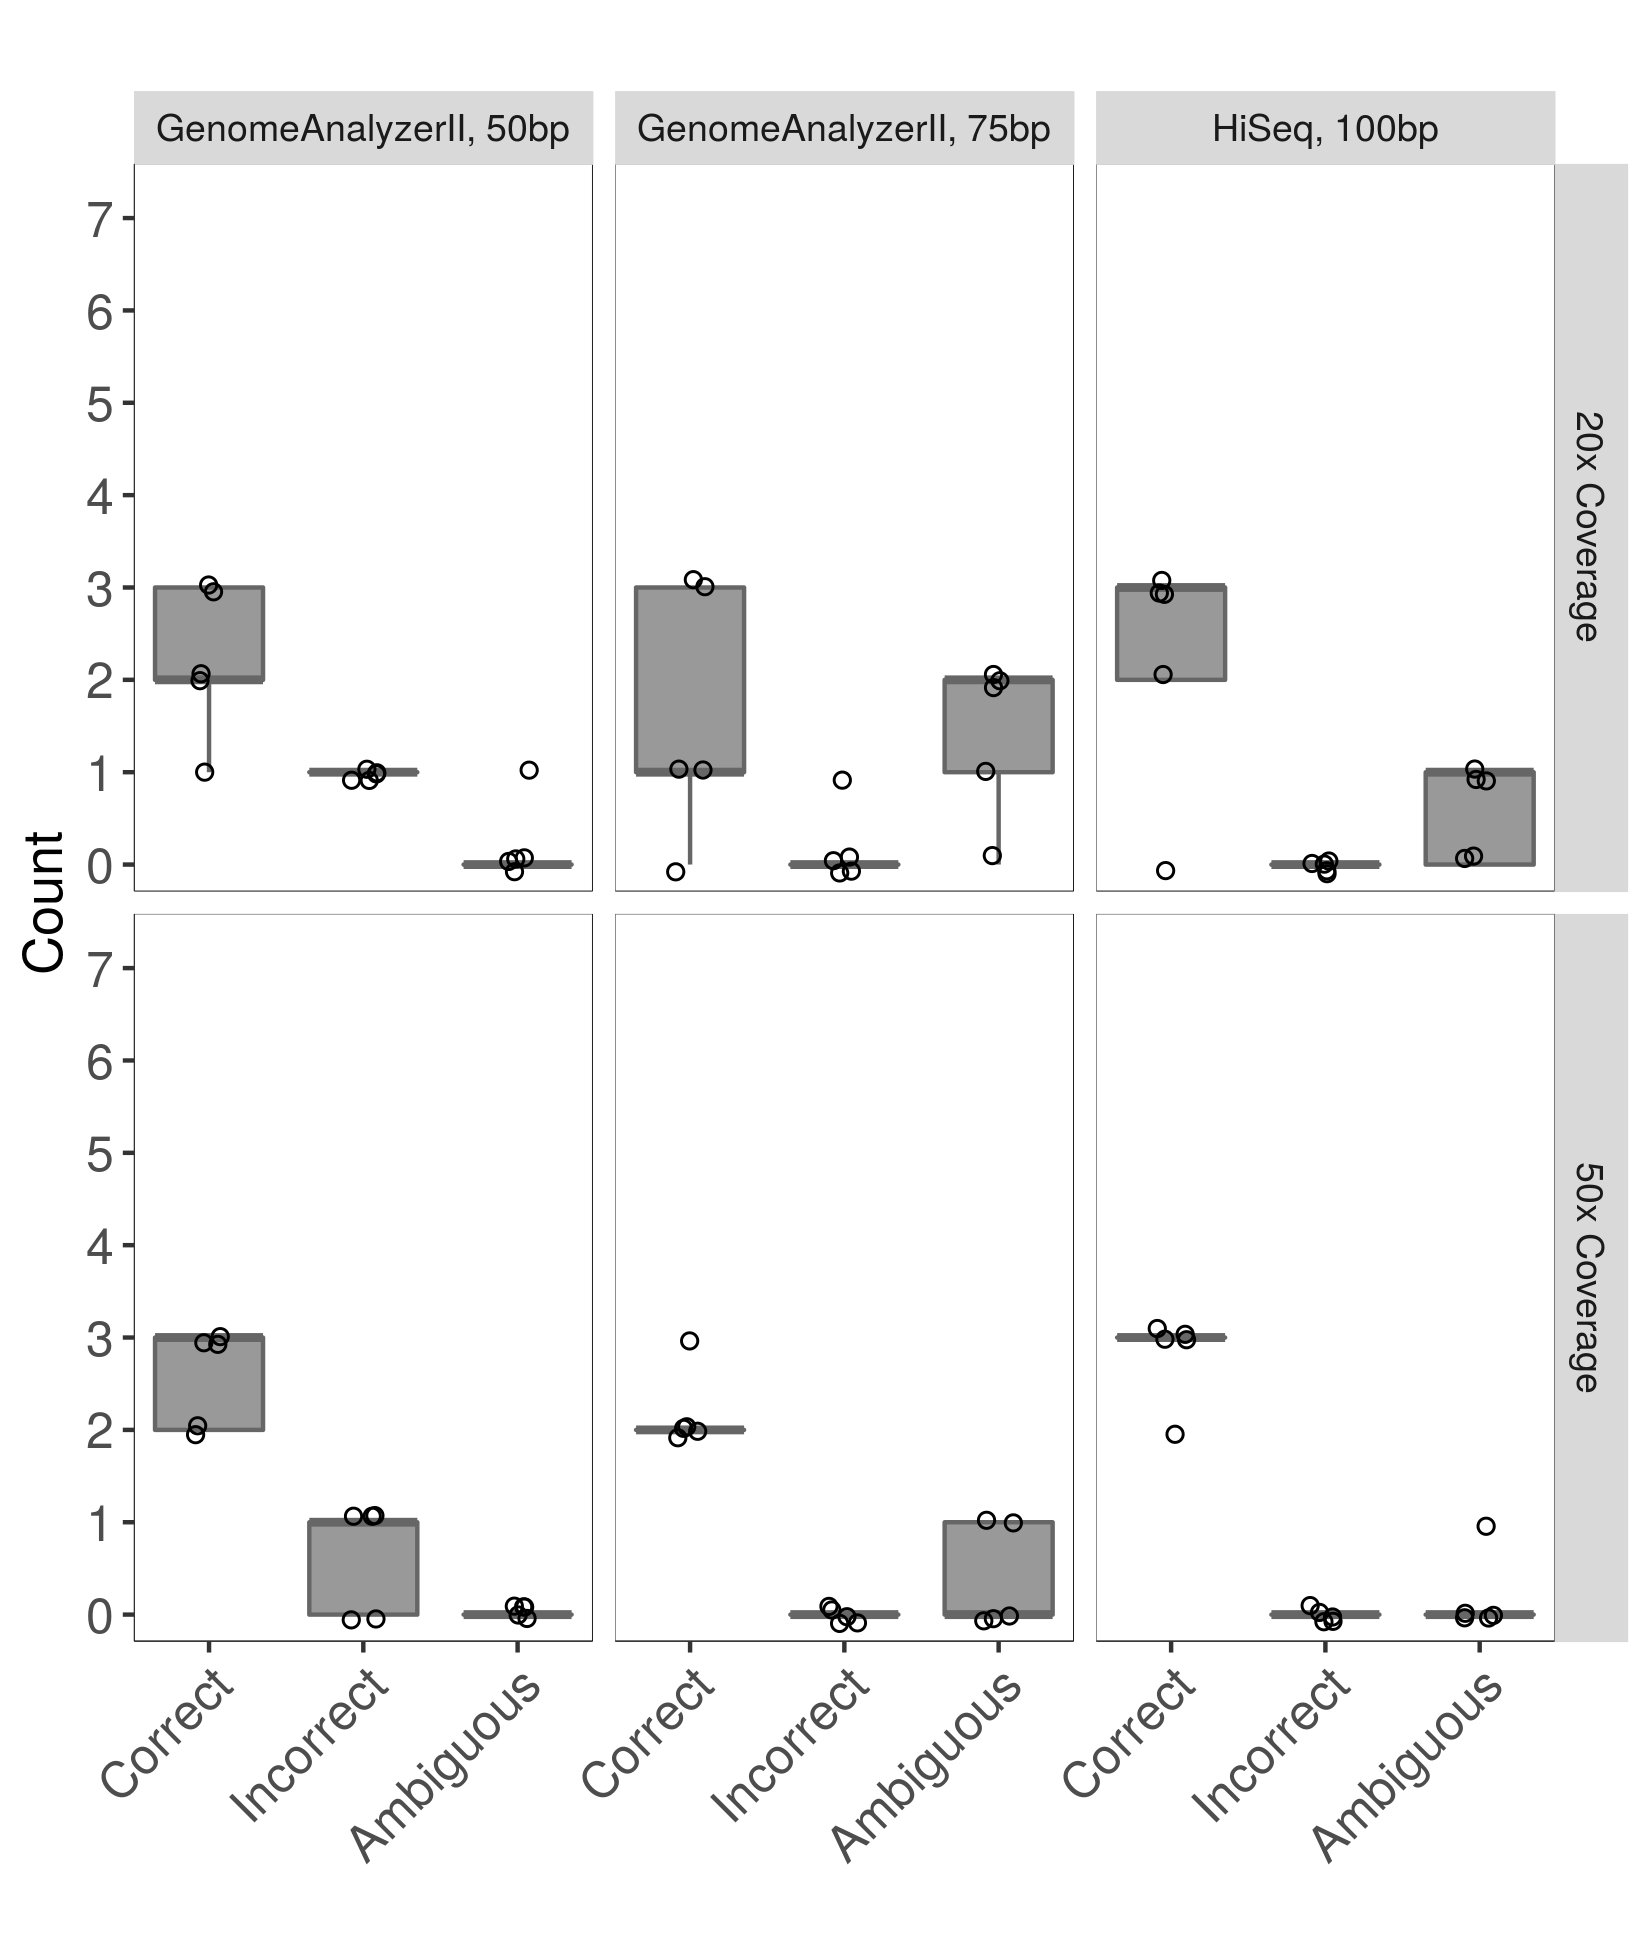 GenomeAnalyzerII, 50bp
GenomeAnalyzerII, 75bp
HiSeq, 100bp
Count
7
6
5
4
3
2
1
0
20x Coverage
7
6
5
4
3
2
1
0
50x Coverage
Correct
Incorrect
Ambiguous
Correct
Incorrect
Ambiguous
Correct
Incorrect
Ambiguous